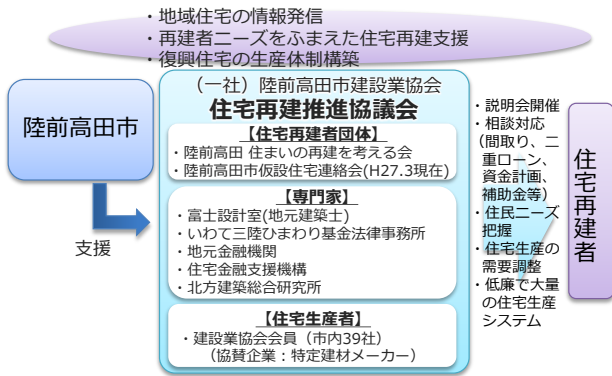 ・地域住宅の情報発信
・再建者ニーズをふまえた住宅再建支援
・復興住宅の生産体制構築
陸前高田市
支援
（一社）陸前高田市建設業協会
住宅再建推進協議会
【住宅再建者団体】
・陸前高田 住まいの再建を考える会
・陸前高田市仮設住宅連絡会(H27.3現在)
【専門家】
・富士設計室(地元建築士)
・いわて三陸ひまわり基金法律事務所
・地元金融機関
・住宅金融支援機構
・北方建築総合研究所
【住宅生産者】
・建設業協会会員（市内39社）
（協賛企業：特定建材メーカー）
・説明会開催
・相談対応
（間取り、二
重ローン、
資金計画、
補助金等）
・住民ニーズ
把握
・住宅生産の
需要調整
・低廉で大量
の住宅生産
システム
住宅再建者